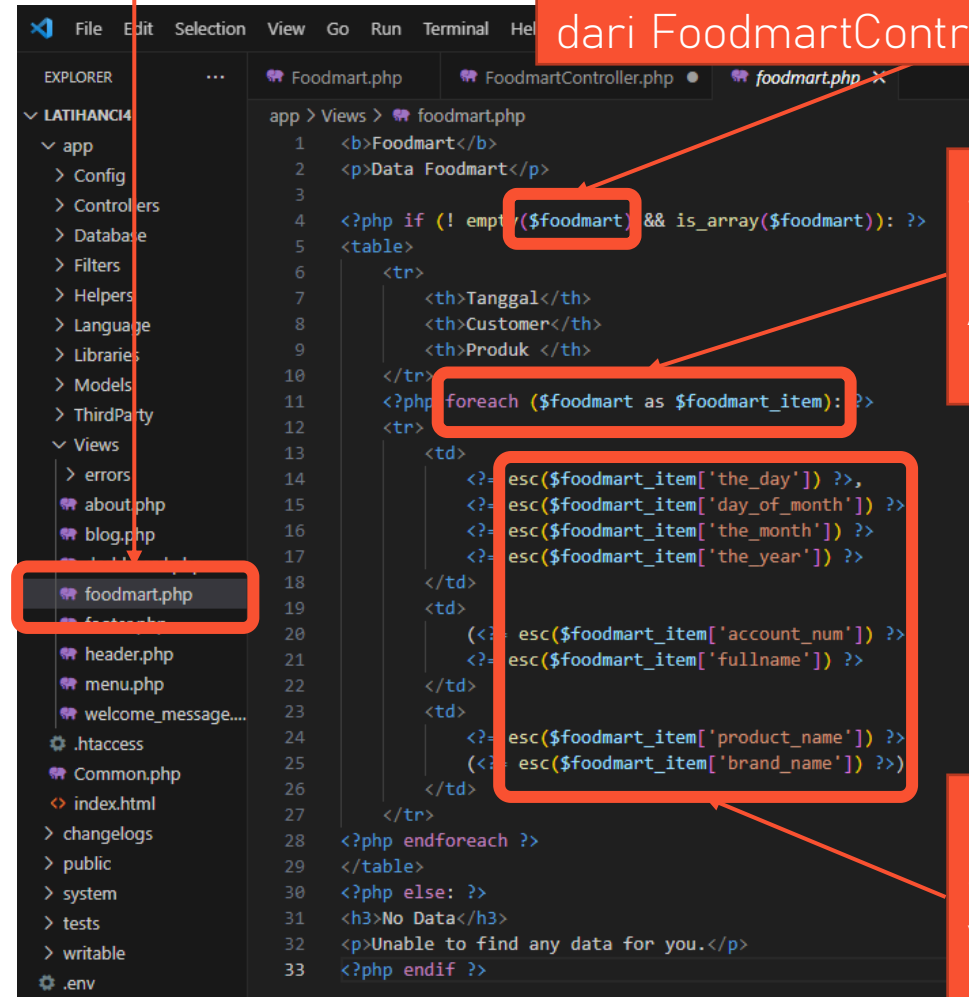 File Edit Selection View Go Run Terminal Hel
dari FoodmartContr
EXPLORER ...
Foodmart.php FoodmartController.php ● foodmart.php ×
LATIHANCI4
app
Config
Controllers
Database
Filters
Helpers
Language
Libraries
Models
ThirdParty
Views
errors
about.php
blog.php
foodmart.php
header.php
menu.php
welcome_message....
.htaccess
Common.php
index.html
changelogs
public
system
tests
writable
.env
app > Views > foodmart.php
1 <b>Foodmart</b>
2 <p>Data Foodmart</p>
3
4 <?php if (! empty($foodmart) && is_array($foodmart)): ?>
5 <table>
6 <tr>
7 <th>Tanggal</th>
8 <th>Customer</th>
9 <th>Produk </th>
10 </tr>
11 <?php foreach ($foodmart as $foodmart_item): ?>
12 <tr>
13 <td>
14 <?= esc($foodmart_item['the_day']) ?>,
15 <?= esc($foodmart_item['day_of_month']) ?>
16 <?= esc($foodmart_item['the_month']) ?>
17 <?= esc($foodmart_item['the_year']) ?>
18 </td>
19 <td>
20 (<?= esc($foodmart_item['account_num']) ?>
21 <?= esc($foodmart_item['fullname']) ?>
22 </td>
23 <td>
24 <?= esc($foodmart_item['product_name']) ?>
25 (<?= esc($foodmart_item['brand_name']) ?>)
26 </td>
27 </tr>
28 <?php endforeach ?>
29 </table>
30 <?php else: ?>
31 <h3>No Data</h3>
32 <p>Unable to find any data for you.</p>
33 <?php endif ?>